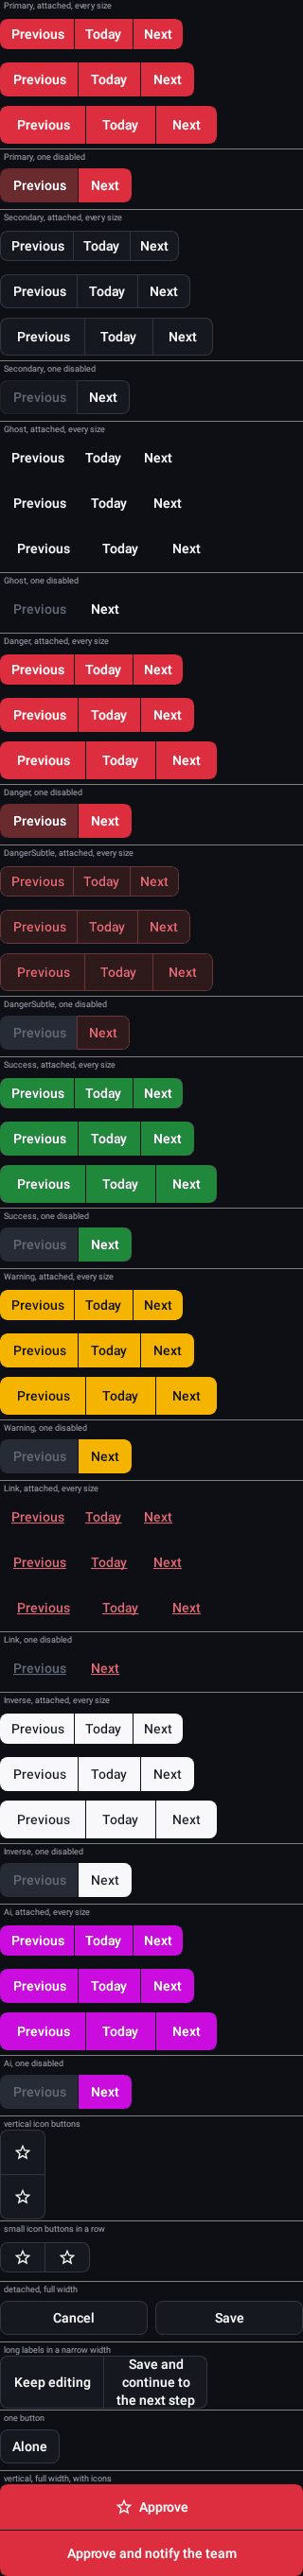 Primary, attached, every size
Previous Today Next
Previous Today Next
Previous Today Next
Primary, one disabled
Previous Next
Secondary, attached, every size
Previous Today Next
Previous Today Next
Previous Today Next
Secondary, one disabled
Previous Next
Ghost, attached, every size
Previous Today Next
Previous Today Next
Previous Today Next
Ghost, one disabled
Previous Next
Danger, attached, every size
Previous Today Next
Previous Today Next
Previous Today Next
Danger, one disabled
Previous Next
DangerSubtle, attached, every size
Previous Today Next
Previous Today Next
Previous Today Next
DangerSubtle, one disabled
Previous Next
Success, attached, every size
Previous Today Next
Previous Today Next
Previous Today Next
Success, one disabled
Previous Next
Warning, attached, every size
Previous Today Next
Previous Today Next
Previous Today Next
Warning, one disabled
Previous Next
Link, attached, every size
Previous Today Next
Previous Today Next
Previous Today Next
Link, one disabled
Previous Next
Inverse, attached, every size
Previous Today Next
Previous Today Next
Previous Today Next
Inverse, one disabled
Previous Next
Ai, attached, every size
Previous Today Next
Previous Today Next
Previous Today Next
Ai, one disabled
Previous Next
vertical icon buttons
small icon buttons in a row
detached, full width
Cancel Save
long labels in a narrow width
Keep editing
Save and
continue to
the next step
one button
Alone
vertical, full width, with icons
Approve
Approve and notify the team